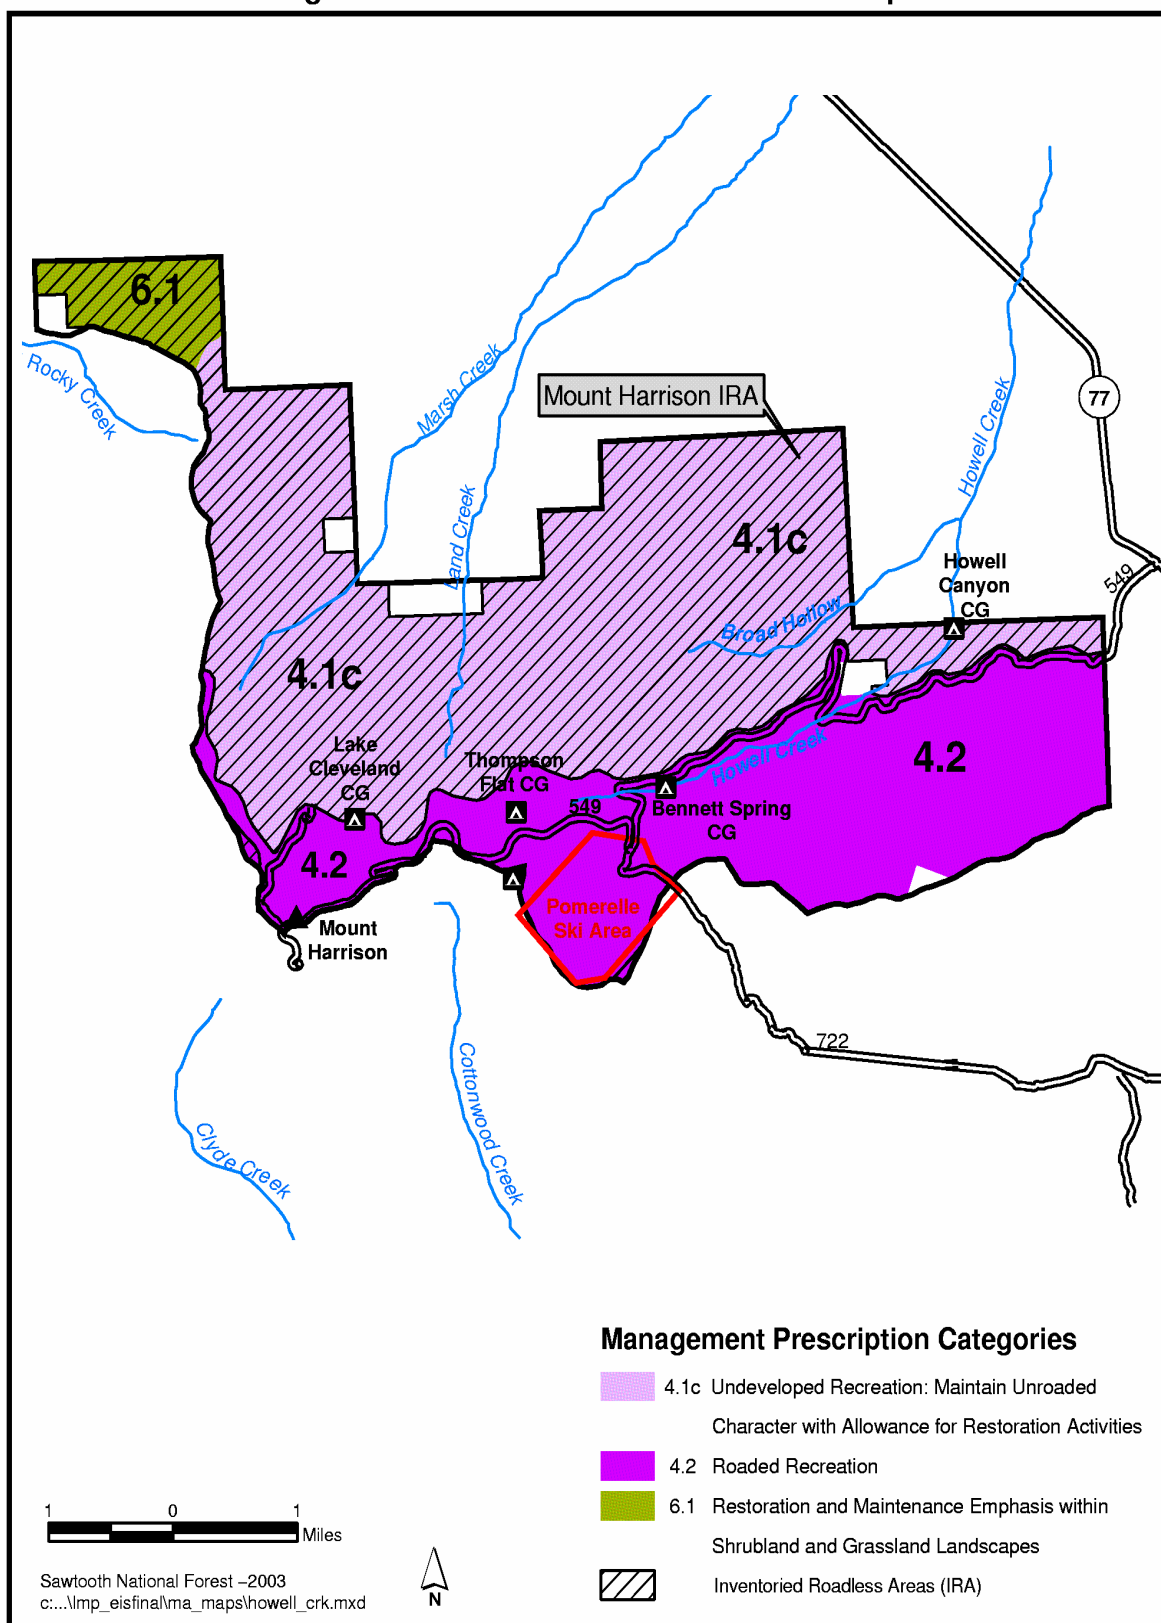 6.1
Rocky Creek
Marsh Creek
Mount Harrison IRA
77
Howell Creek
Land Creek
4.1c
Howell
Canyon
CG
549
Broad Hollow
4.1c
Lake
Cleveland
CG
Thompson
Flat CG
Howell Creek
4.2
549
Bennett Spring
CG
4.2
Pomerelle
Ski Area
Mount
Harrison
722
Cottonwood Creek
Clyde Creek
Management Prescription Categories
4.1c Undeveloped Recreation: Maintain Unroaded
Character with Allowance for Restoration Activities
4.2 Roaded Recreation
6.1 Restoration and Maintenance Emphasis within
Shrubland and Grassland Landscapes
Inventoried Roadless Areas (IRA)
1 0 1
Miles
Sawtooth National Forest –2003
c:...\lmp_eisfinal\ma_maps\howell_crk.mxd
N